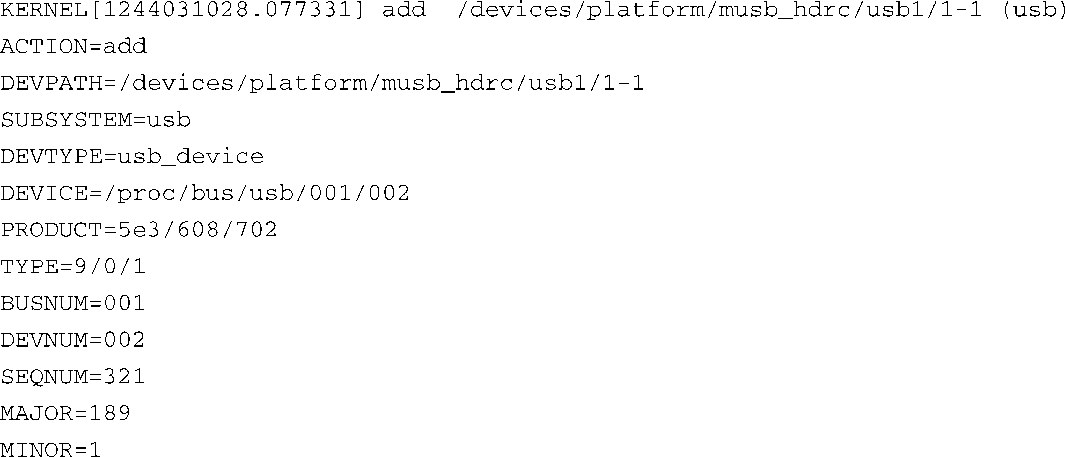 KERNEL[1244031028.077331] add  /devices/platform/musb_hdrc/usb1/1-1 (usb)
ACTION=add
DEVPATH=/devices/platform/musb_hdrc/usb1/1-1
SUBSYSTEM=usb
DEVTYPE=usb_device
DEVICE=/proc/bus/usb/001/002
PRODUCT=5e3/608/702
TYPE=9/0/1
BUSNUM=001
DEVNUM=002
SEQNUM=321
MAJOR=189
MINOR=1